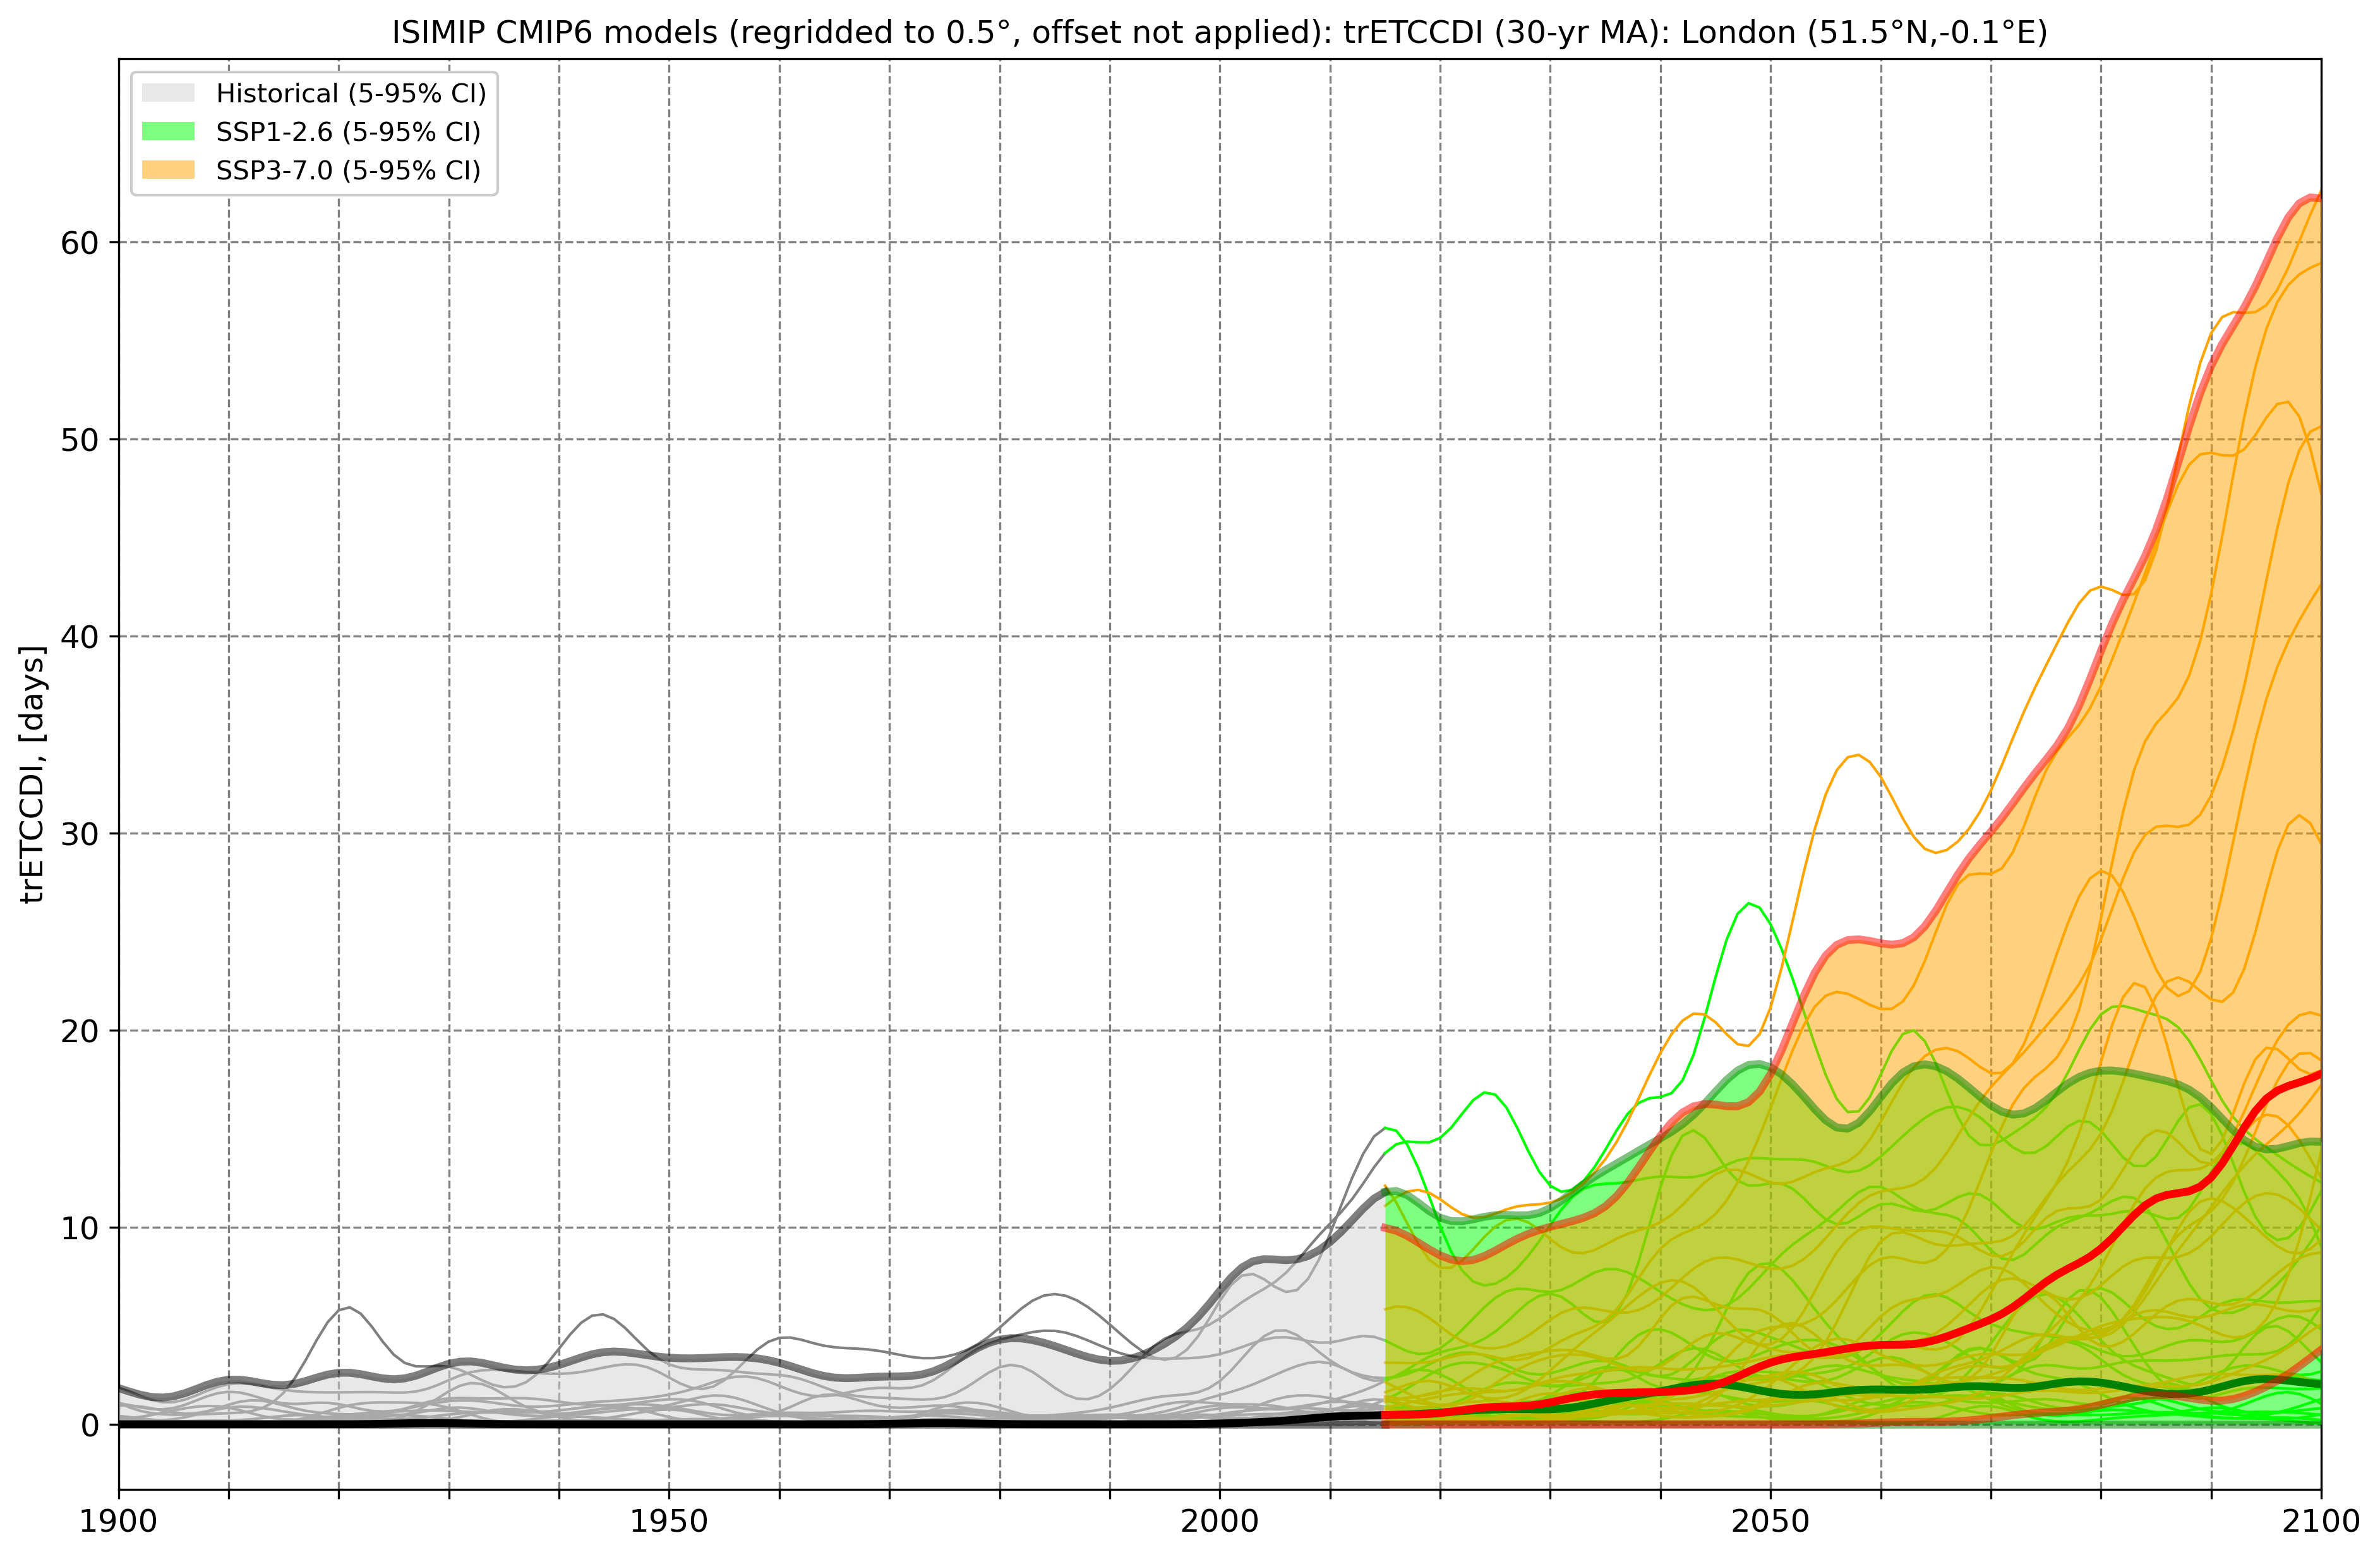 ISIMIP CMIP6 models (regridded to 0.5°, offset not applied): trETCCDI (30-yr MA): London (51.5°N,-0.1°E)
Historical (5-95% CI)
SSP1-2.6 (5-95% CI)
SSP3-7.0 (5-95% CI)
trETCCDI, [days]
60
50
40
30
20
10
0
1900 1950 2000 2050 2100